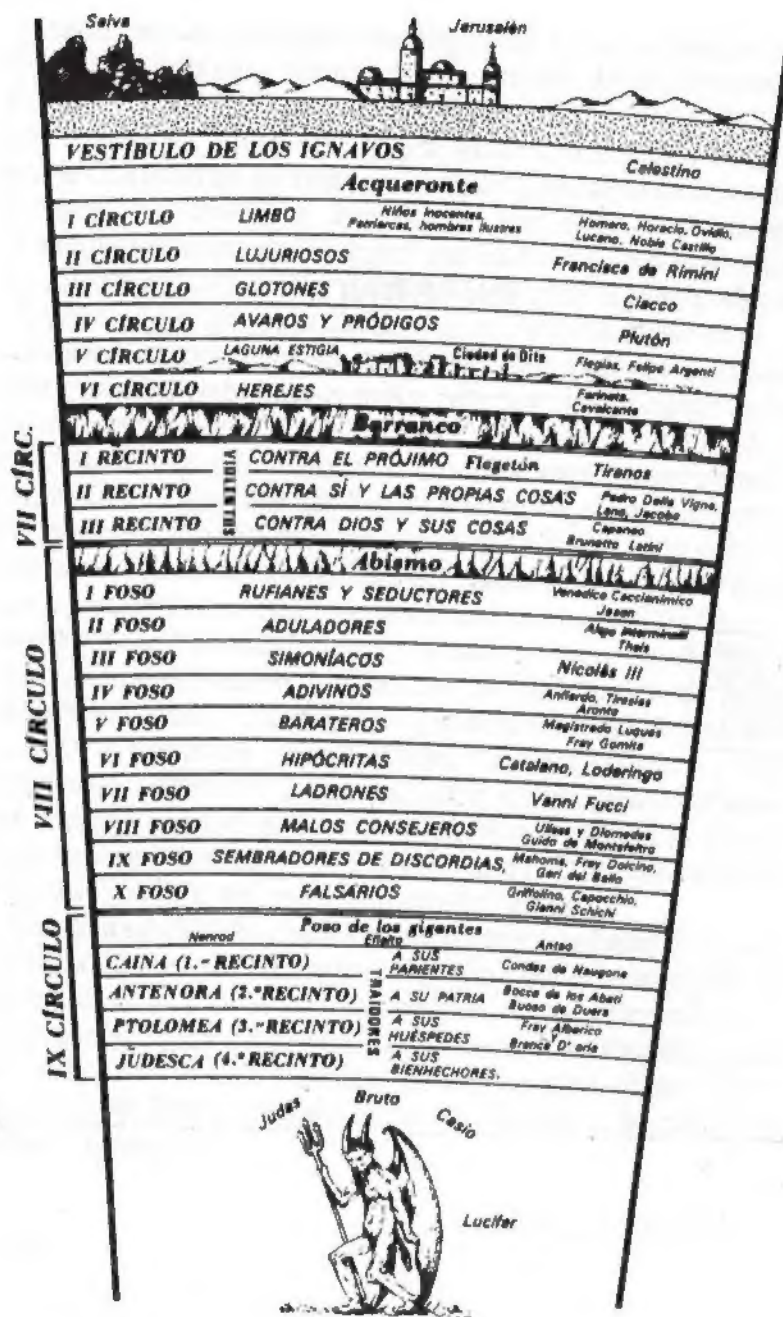 Selva
Jerusalén
VESTÍBULO DE LOS IGNAVOS Celestino
Acqueronte
I CÍRCULO LIMBO Niños inocentes, Patriarcas, hombres ilustres Homero, Horacio, Ovidio, Lucano, Noble Castillo
II CÍRCULO LUJURIOSOS Francisca de Rimini
III CÍRCULO GLOTONES Ciacco
IV CÍRCULO AVAROS Y PRÓDIGOS Plutón
V CÍRCULO LAGUNA ESTIGIA Ciudad de Dite Flegias, Felipe Argenti
VI CÍRCULO HEREJES Farinata, Cavalcante
Barranco
VII CÍRC.
VIOLENTOS
I RECINTO CONTRA EL PRÓJIMO Flegetón Tiranos
II RECINTO CONTRA SÍ Y LAS PROPIAS COSAS Pedro Della Vigne, Lano, Jacobo
III RECINTO CONTRA DIOS Y SUS COSAS Capaneo Brunetto Latini
Abismo
VIII CÍRCULO
I FOSO RUFIANES Y SEDUCTORES Venedico Caccianimico Jason
II FOSO ADULADORES Thais
III FOSO SIMONÍACOS Nicolás III
IV FOSO ADIVINOS Anfiardo, Tiresias Aronte
V FOSO BARATEROS Magistrado Luques Fray Gomita
VI FOSO HIPÓCRITAS Catalano, Loderingo
VII FOSO LADRONES Vanni Fucci
VIII FOSO MALOS CONSEJEROS Ulises y Diomedes Guido de Montefeltro
IX FOSO SEMBRADORES DE DISCORDIAS, Mahoma, Fray Dolcino, Geri del Bello
X FOSO FALSARIOS Griffolino, Capocchio, Gianni Schichi
IX CÍRCULO
Poso de los gigantes
Nenrod Efialto Anteo
TRAIDORES
CAINA (1.er RECINTO) A SUS PARIENTES Condes de Naugone
ANTENORA (2.º RECINTO) A SU PATRIA Bocca de los Abati Buoso de Duera
PTOLOMEA (3.er RECINTO) A SUS HUÉSPEDES Fray Alberico y Branca D'oria
JUDESCA (4.º RECINTO) A SUS BIENHECHORES.
Judas Bruto Casio
Lucifer